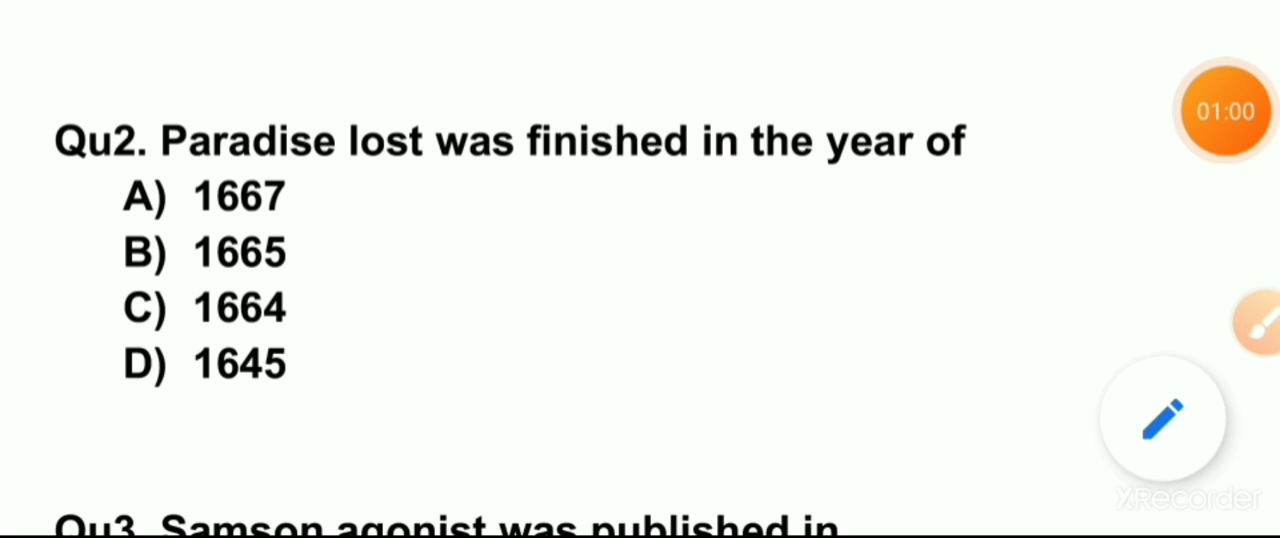 Qu2. Paradise lost was finished in the year of
A) 1667
B) 1665
C) 1664
D) 1645
Qu3. Samson agonist was published in
01:00
XRecorder